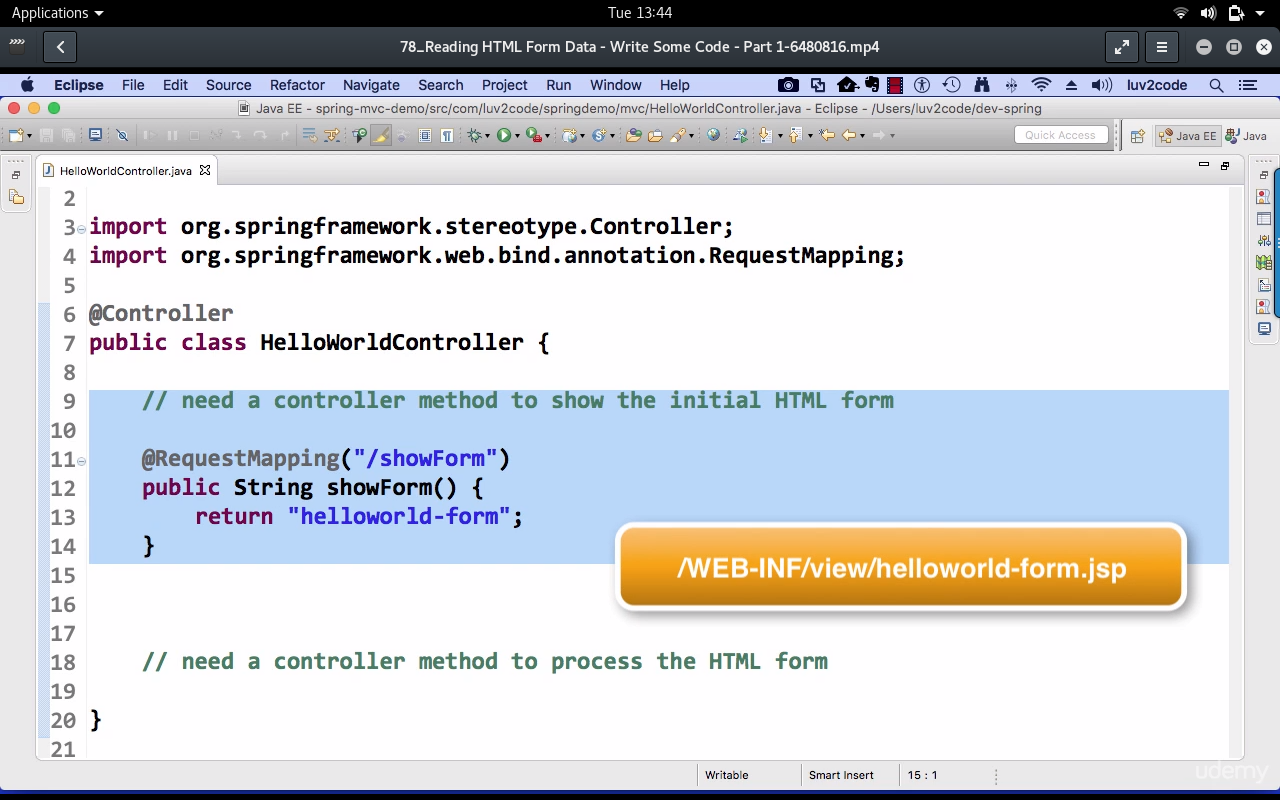 Applications
Tue 13:44
78_Reading HTML Form Data - Write Some Code - Part 1-6480816.mp4
Eclipse File Edit Source Refactor Navigate Search Project Run Window Help luv2code
Java EE - spring-mvc-demo/src/com/luv2code/springdemo/mvc/HelloWorldController.java - Eclipse - /Users/luv2code/dev-spring
Quick Access
Java EE
Java
HelloWorldController.java
2
3 import org.springframework.stereotype.Controller;
4 import org.springframework.web.bind.annotation.RequestMapping;
5
6 @Controller
7 public class HelloWorldController {
8
9 // need a controller method to show the initial HTML form
10
11 @RequestMapping("/showForm")
12 public String showForm() {
13 return "helloworld-form";
14 }
/WEB-INF/view/helloworld-form.jsp
15
16
17
18 // need a controller method to process the HTML form
19
20 }
21
Writable
Smart Insert
15 : 1
udemy